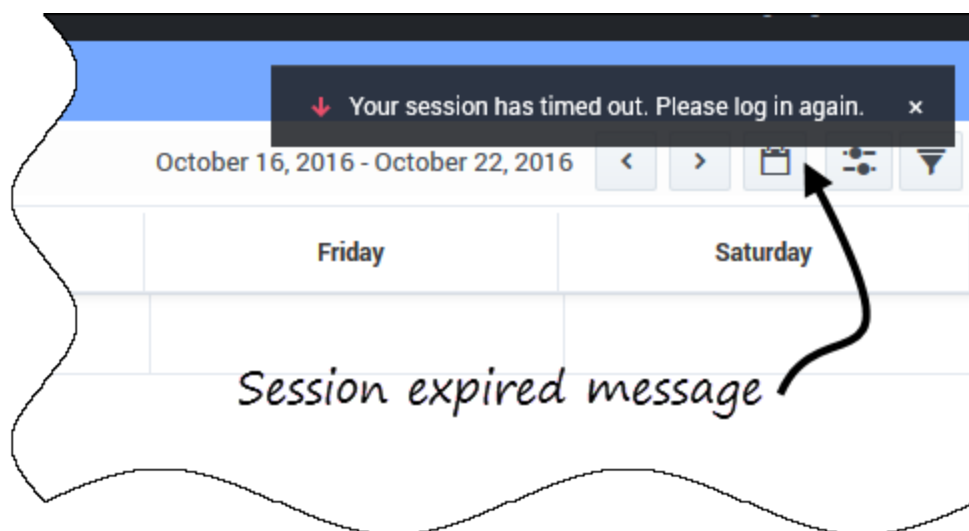 Your session has timed out. Please log in again. ×
October 16, 2016 - October 22, 2016 < >
Friday Saturday
Session expired message